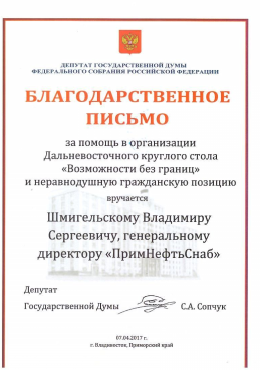 ДЕПУТАТ ГОСУДАРСТВЕННОЙ ДУМЫ
ФЕДЕРАЛЬНОГО СОБРАНИЯ РОССИЙСКОЙ ФЕДЕРАЦИИ
БЛАГОДАРСТВЕННОЕ
ПИСЬМО
за помощь в организации
Дальневосточного круглого стола
«Возможности без границ»
и неравнодушную гражданскую позицию
вручается
Шмигельскому Владимиру
Сергеевичу, генеральному
директору «ПримНефтьСнаб»
Депутат
Государственной Думы С.А. Сопчук
07.04.2017 г.
г. Владивосток, Приморский край